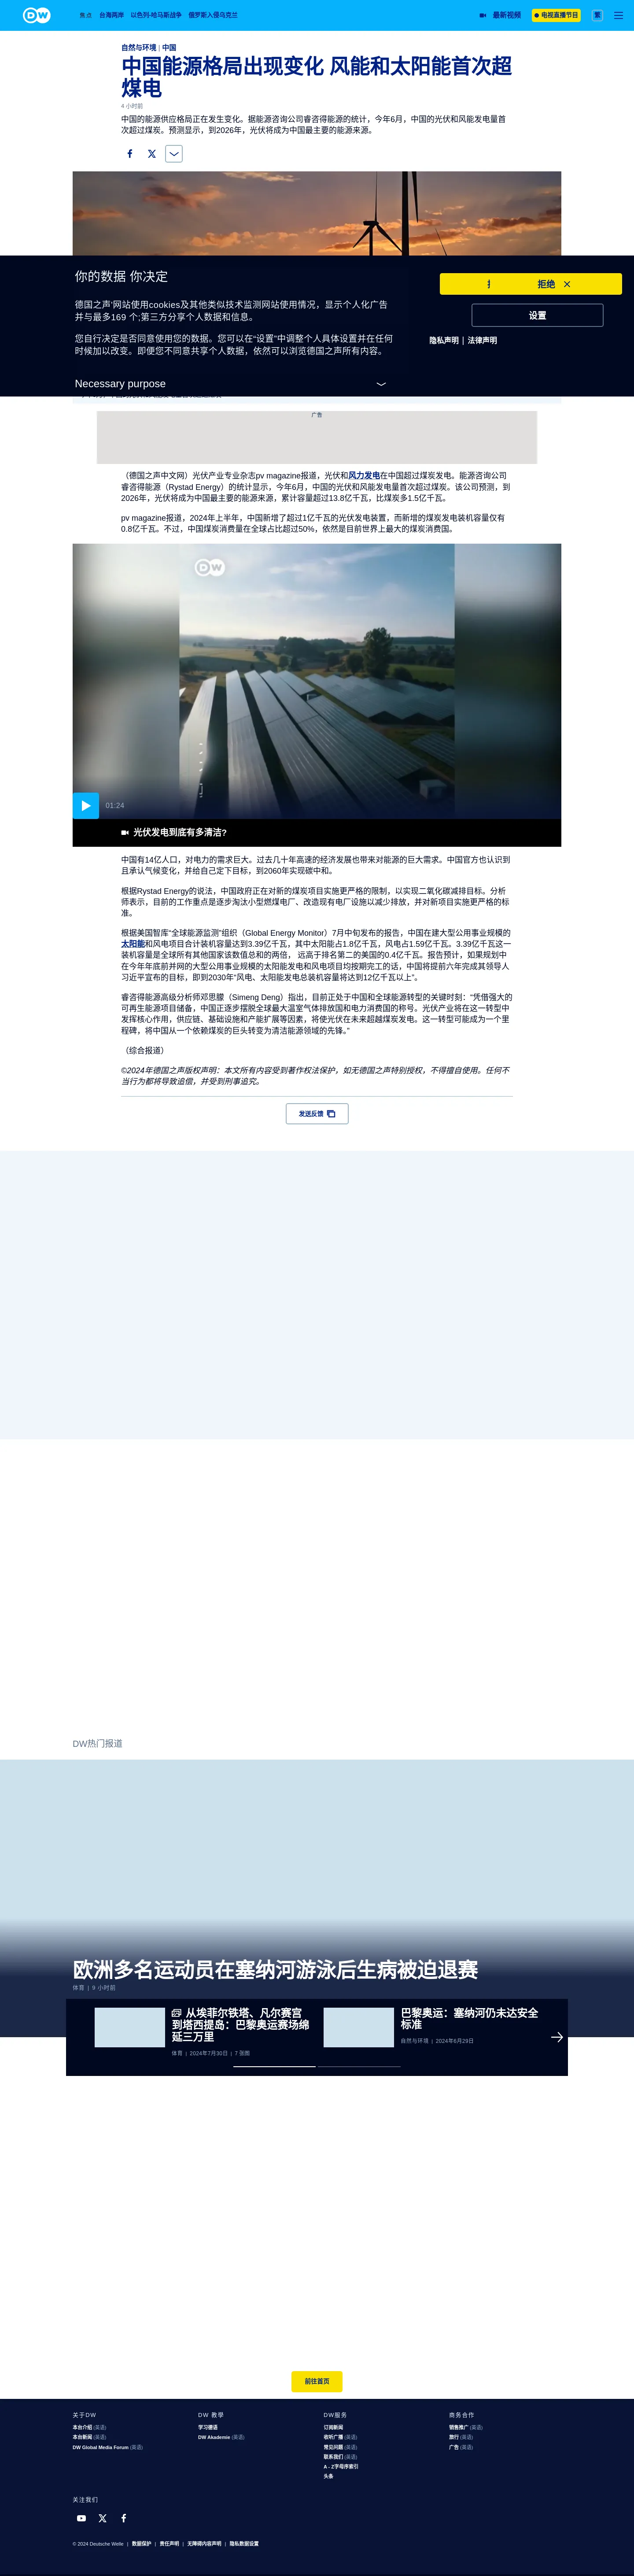 DW
焦点 台海两岸 以色列-哈马斯战争 俄罗斯入侵乌克兰
最新视频
电视直播节目
繁
自然与环境 | 中国
中国能源格局出现变化 风能和太阳能首次超
煤电
4 小时前
中国的能源供应格局正在发生变化。据能源咨询公司睿咨得能源的统计，今年6月，中国的光伏和风能发电量首
次超过煤炭。预测显示，到2026年，光伏将成为中国最主要的能源来源。
你的数据 你决定
德国之声‘网站使用cookies及其他类似技术监测网站使用情况，显示个人化广告
并与最多169 个;第三方分享个人数据和信息。
您自行决定是否同意使用您的数据。您可以在“设置”中调整个人具体设置并在任何
时候加以改变。即便您不同意共享个人数据，依然可以浏览德国之声所有内容。
Necessary purpose
拒绝
设置
隐私声明 | 法律声明
广告
（德国之声中文网）光伏产业专业杂志pv magazine报道，光伏和风力发电在中国超过煤炭发电。能源咨询公司
睿咨得能源（Rystad Energy）的统计显示，今年6月，中国的光伏和风能发电量首次超过煤炭。该公司预测，到
2026年，光伏将成为中国最主要的能源来源，累计容量超过13.8亿千瓦，比煤炭多1.5亿千瓦。
pv magazine报道，2024年上半年，中国新增了超过1亿千瓦的光伏发电装置，而新增的煤炭发电装机容量仅有
0.8亿千瓦。不过，中国煤炭消费量在全球占比超过50%，依然是目前世界上最大的煤炭消费国。
DW
01:24
光伏发电到底有多清洁?
中国有14亿人口，对电力的需求巨大。过去几十年高速的经济发展也带来对能源的巨大需求。中国官方也认识到
且承认气候变化，并给自己定下目标，到2060年实现碳中和。
根据Rystad Energy的说法，中国政府正在对新的煤炭项目实施更严格的限制，以实现二氧化碳减排目标。分析
师表示，目前的工作重点是逐步淘汰小型燃煤电厂、改造现有电厂设施以减少排放，并对新项目实施更严格的标
准。
根据美国智库“全球能源监测”组织（Global Energy Monitor）7月中旬发布的报告，中国在建大型公用事业规模的
太阳能和风电项目合计装机容量达到3.39亿千瓦，其中太阳能占1.8亿千瓦，风电占1.59亿千瓦。3.39亿千瓦这一
装机容量是全球所有其他国家该数值总和的两倍， 远高于排名第二的美国的0.4亿千瓦。报告预计，如果规划中
在今年年底前并网的大型公用事业规模的太阳能发电和风电项目均按期完工的话，中国将提前六年完成其领导人
习近平宣布的目标，即到2030年“风电、太阳能发电总装机容量将达到12亿千瓦以上”。
睿咨得能源高级分析师邓思朦（Simeng Deng）指出，目前正处于中国和全球能源转型的关键时刻：“凭借强大的
可再生能源项目储备，中国正逐步摆脱全球最大温室气体排放国和电力消费国的称号。光伏产业将在这一转型中
发挥核心作用，供应链、基础设施和产能扩展等因素，将使光伏在未来超越煤炭发电。这一转型可能成为一个里
程碑，将中国从一个依赖煤炭的巨头转变为清洁能源领域的先锋。”
（综合报道）
©2024年德国之声版权声明：本文所有内容受到著作权法保护，如无德国之声特别授权，不得擅自使用。任何不
当行为都将导致追偿，并受到刑事追究。
发送反馈
DW热门报道
欧洲多名运动员在塞纳河游泳后生病被迫退赛
体育 | 9 小时前
从埃菲尔铁塔、凡尔赛宫
到塔西提岛：巴黎奥运赛场绵
延三万里
体育 | 2024年7月30日 | 7 张图
巴黎奥运：塞纳河仍未达安全
标准
自然与环境 | 2024年6月29日
前往首页
关于DW
本台介绍 (英语)
本台新闻 (英语)
DW Global Media Forum (英语)
DW 教学
学习德语
DW Akademie (英语)
DW服务
订阅新闻
收听广播 (英语)
常见问题 (英语)
联系我们 (英语)
A - Z字母序索引
头条
商务合作
销售推广 (英语)
旅行 (英语)
广告 (英语)
关注我们
© 2024 Deutsche Welle | 数据保护 | 责任声明 | 无障碍内容声明 | 隐私数据设置